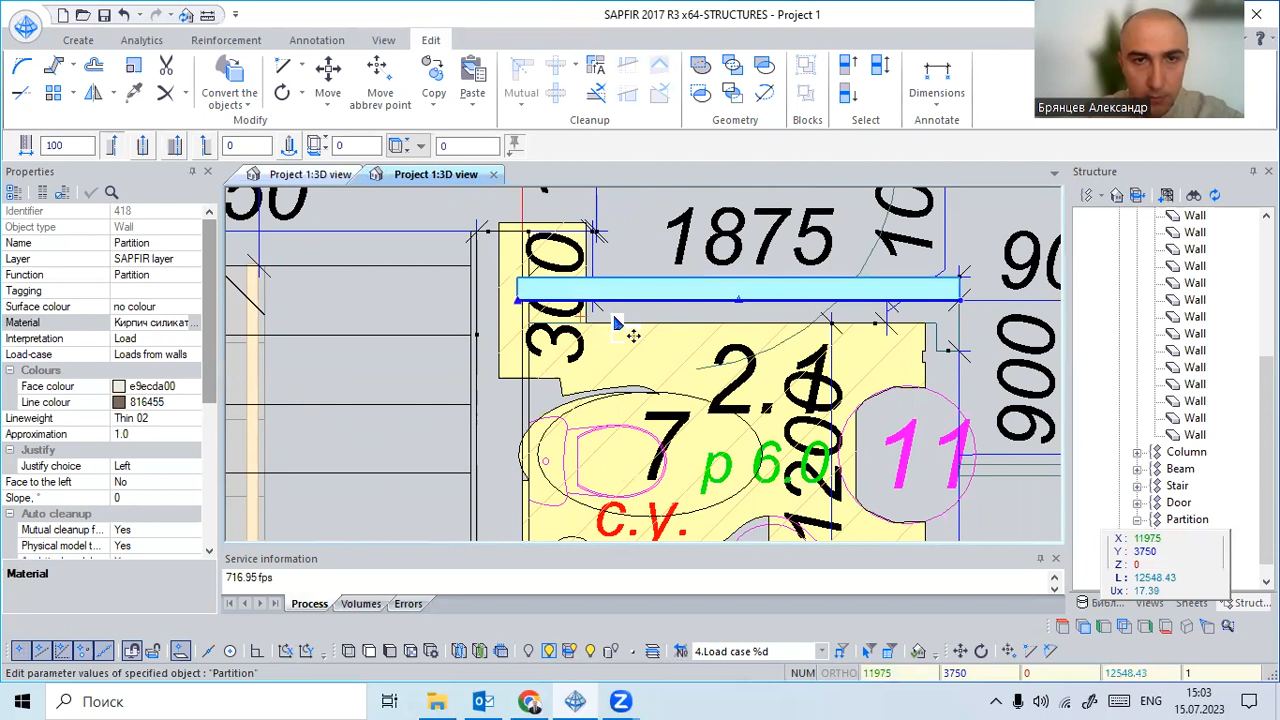 SAPFIR 2017 R3 x64-STRUCTURES - Project 1
Create
Analytics
Reinforcement
Annotation
View
Edit
Convert the
objects
Move
Move
abbrev point
Copy
Paste
Mutual
Dimensions
Modify
Cleanup
Geometry
Blocks
Select
Annotate
Брянцев Александр
100
0
0
0
Properties
Project 1:3D view
Project 1:3D view
Structure
Identifier 418
Object type Wall
Name Partition
Layer SAPFIR layer
Function Partition
Tagging
Surface colour no colour
Material Кирпич силикат...
Interpretation Load
Load-case Loads from walls
Colours
Face colour e9ecda00
Line colour 816455
Lineweight Thin 02
Approximation 1.0
Justify
Justify choice Left
Face to the left No
Slope, ° 0
Auto cleanup
Mutual cleanup f... Yes
Physical model t... Yes
Material
50
300
1875
10
90
900
2.1
7
1200
11
р 6.0
с.у.
Wall
Wall
Wall
Wall
Wall
Wall
Wall
Wall
Wall
Wall
Wall
Wall
Wall
Wall
Column
Beam
Stair
Door
Partition
X : 11975
Y : 3750
Z : 0
L : 12548.43
Ux : 17.39
Библ...
Views
Sheets
Struct...
Service information
716.95 fps
Process
Volumes
Errors
4.Load case %d
Edit parameter values of specified object : "Partition"
NUM
ORTHO
11975
3750
0
12548.43
1
Поиск
ENG
15:03
15.07.2023